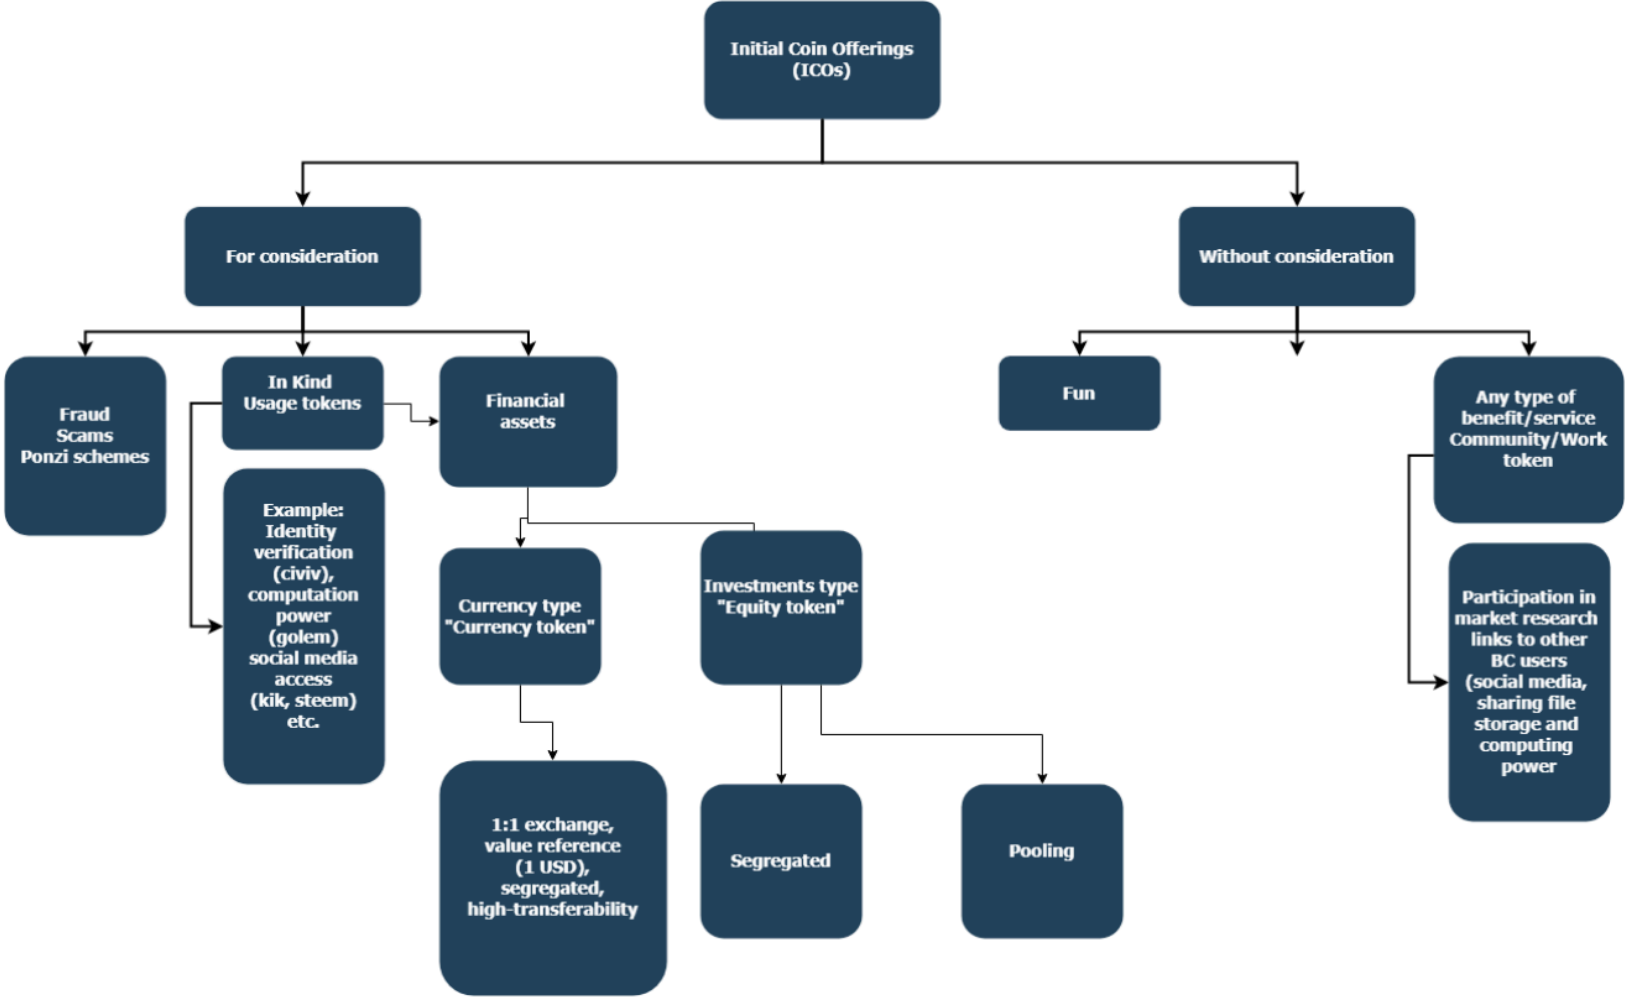 Initial Coin Offerings
(ICOs)
For consideration
Without consideration
Fraud
Scams
Ponzi schemes
In Kind
Usage tokens
Financial
assets
Fun
Any type of
benefit/service
Community/Work
token
Example:
Identity
verification
(civiv),
computation
power
(golem)
social media
access
(kik, steem)
etc.
Currency type
"Currency token"
Investments type
"Equity token"
Participation in
market research
links to other
BC users
(social media,
sharing file
storage and
computing
power
1:1 exchange,
value reference
(1 USD),
segregated,
high-transferability
Segregated
Pooling